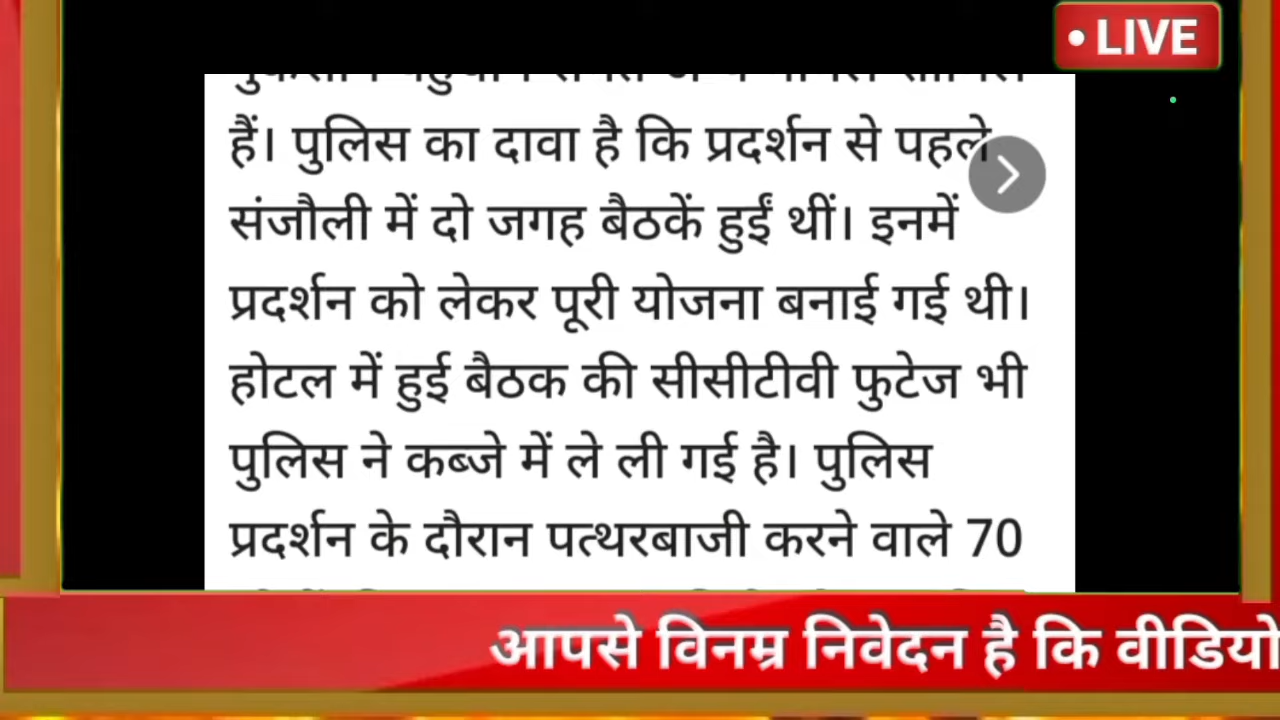 LIVE
हैं। पुलिस का दावा है कि प्रदर्शन से पहले
संजौली में दो जगह बैठकें हुईं थीं। इनमें
प्रदर्शन को लेकर पूरी योजना बनाई गई थी।
होटल में हुई बैठक की सीसीटीवी फुटेज भी
पुलिस ने कब्जे में ले ली गई है। पुलिस
प्रदर्शन के दौरान पत्थरबाजी करने वाले 70
आपसे विनम्र निवेदन है कि वीडियो